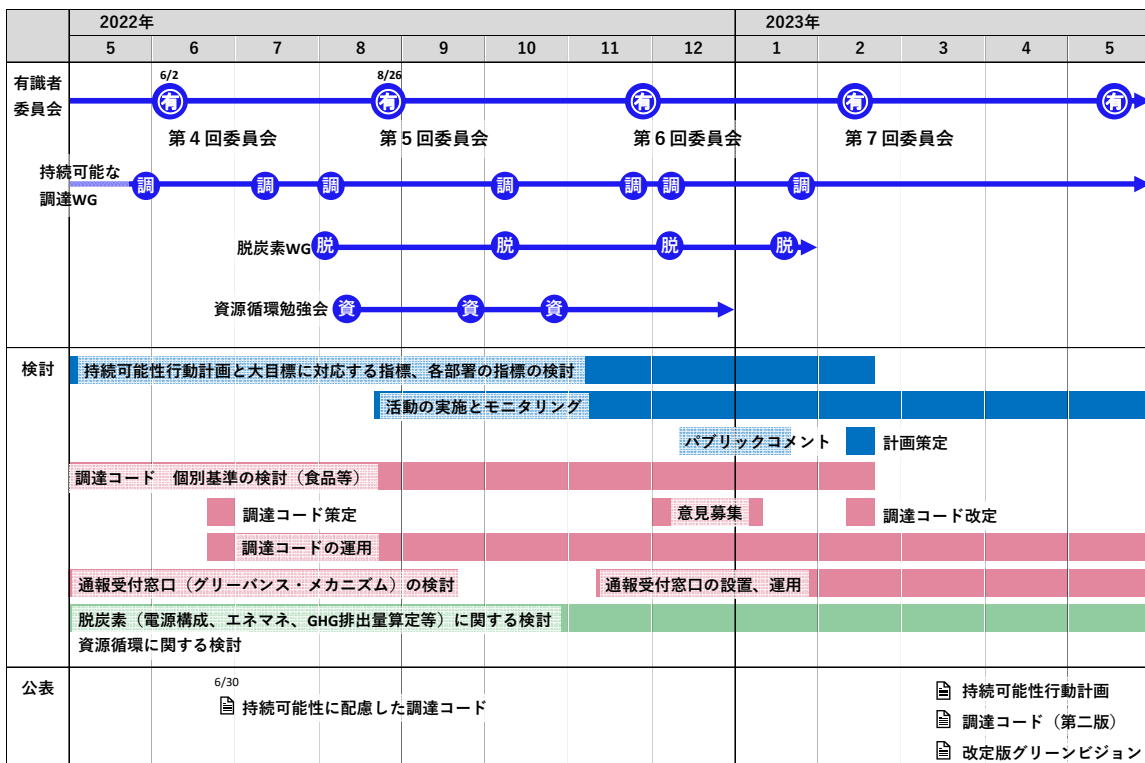 2022年 2023年
5 6 7 8 9 10 11 12 1 2 3 4 5
6/2 8/26
有識者
委員会
有 有 有 有 有
第4回委員会 第5回委員会 第6回委員会 第7回委員会
持続可能な
調達WG
調 調 調 調 調 調 調
脱炭素WG 脱 脱 脱 脱
資源循環勉強会 資 資 資
検討
持続可能性行動計画と大目標に対応する指標、各部署の指標の検討
活動の実施とモニタリング
パブリックコメント 計画策定
調達コード 個別基準の検討（食品等）
調達コード策定 意見募集 調達コード改定
調達コードの運用
通報受付窓口（グリーバンス・メカニズム）の検討 通報受付窓口の設置、運用
脱炭素（電源構成、エネマネ、GHG排出量算定等）に関する検討
資源循環に関する検討
公表
6/30
持続可能性に配慮した調達コード
持続可能性行動計画
調達コード（第二版）
改定版グリーンビジョン